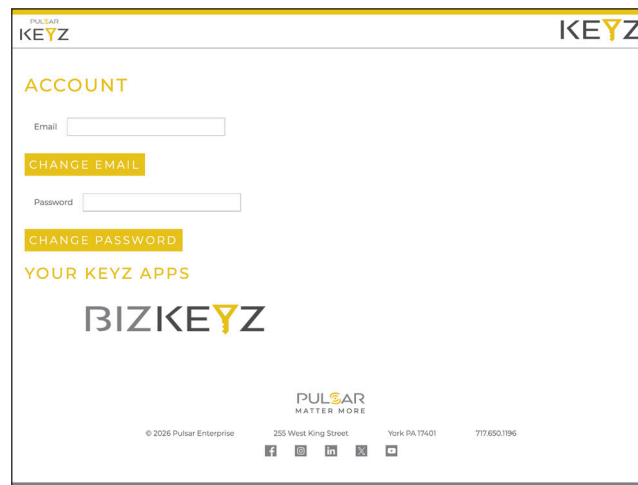 PULSAR
KEYZ
KEYZ
ACCOUNT
Email
CHANGE EMAIL
Password
CHANGE PASSWORD
YOUR KEYZ APPS
BIZKEYZ
PULSAR
MATTER MORE
© 2026 Pulsar Enterprise 255 West King Street York PA 17401 717.650.1196